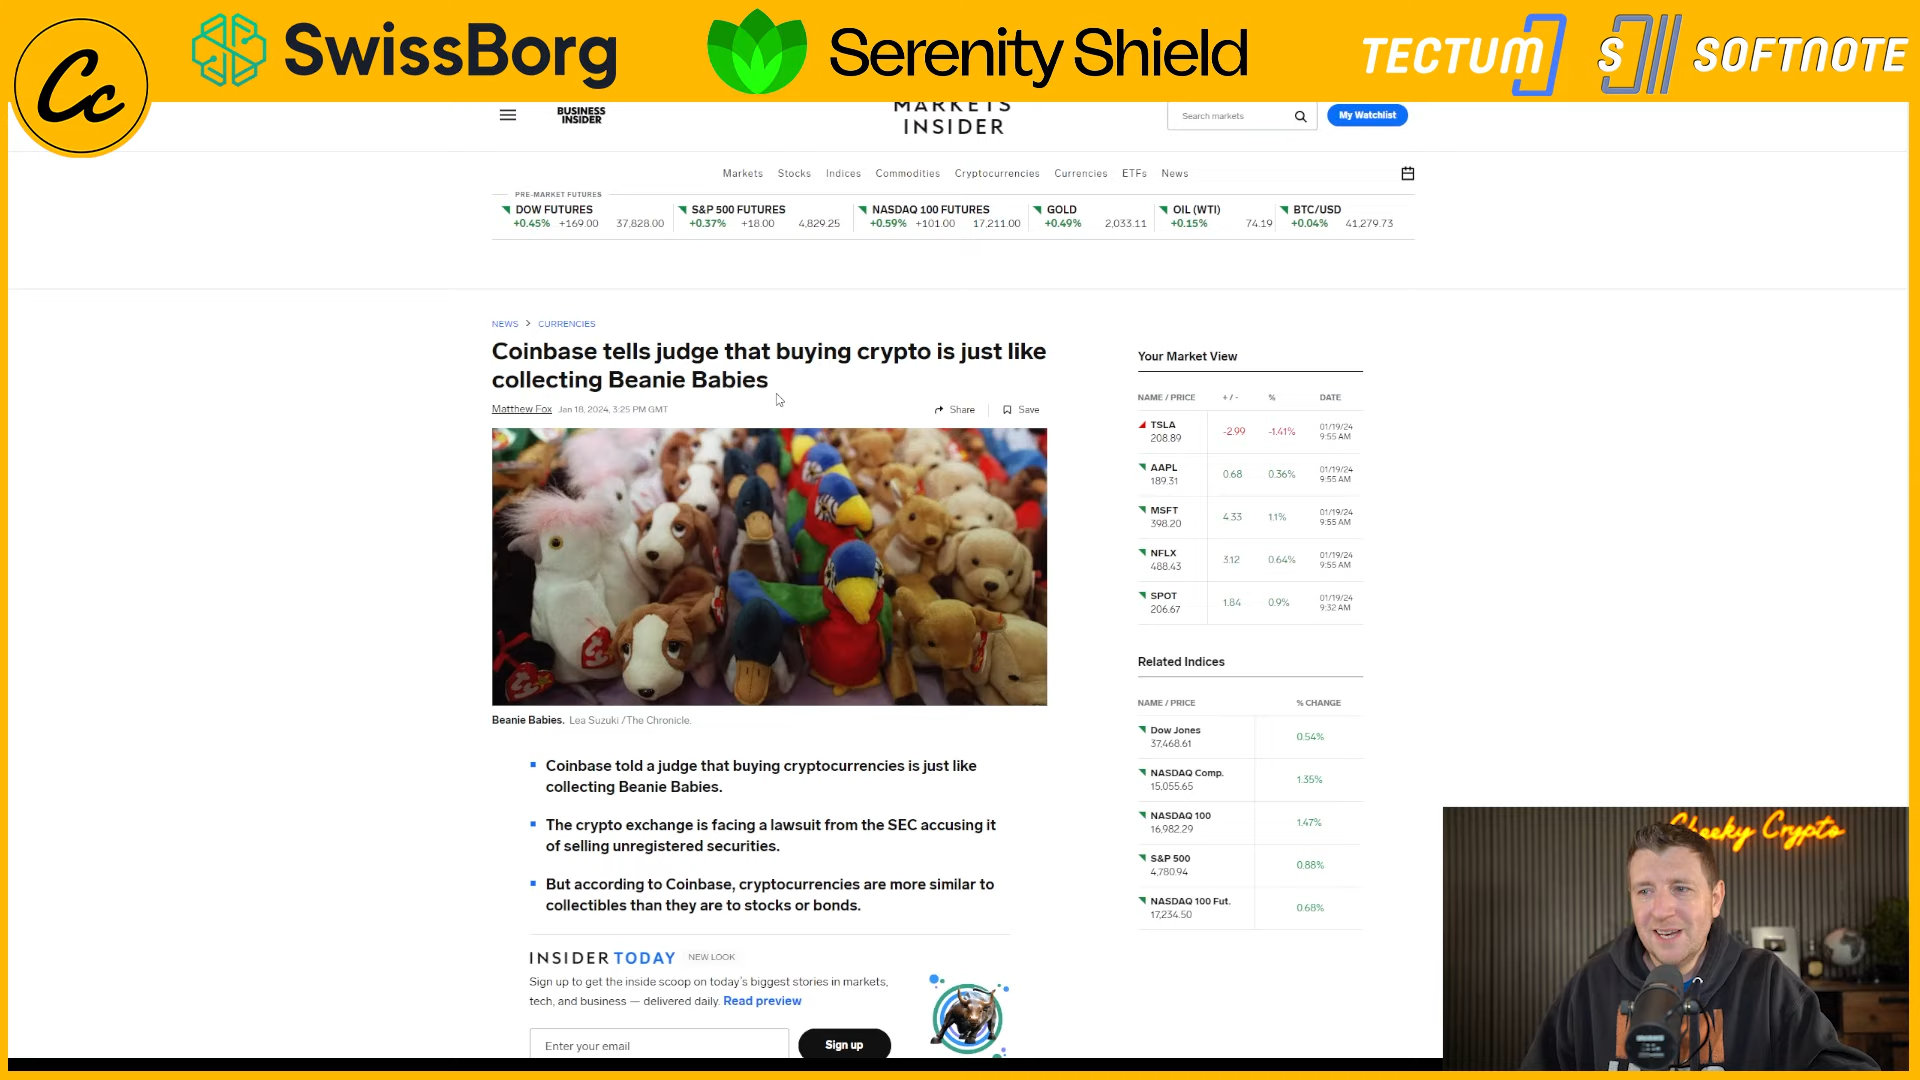 Cc
SwissBorg
Serenity Shield
TECTUM
S
SOFTNOTE
BUSINESS
INSIDER
MARKETS
INSIDER
Search markets
My Watchlist
Markets Stocks Indices Commodities Cryptocurrencies Currencies ETFs News
PRE-MARKET FUTURES
DOW FUTURES
+0.45% +169.00 37,828.00
S&P 500 FUTURES
+0.37% +18.00 4,829.25
NASDAQ 100 FUTURES
+0.59% +101.00 17,211.00
GOLD
+0.49% 2,033.11
OIL (WTI)
+0.15% 74.19
BTC/USD
+0.04% 41,279.73
NEWS > CURRENCIES
Coinbase tells judge that buying crypto is just like
collecting Beanie Babies
Matthew Fox Jan 18, 2024, 3:25 PM GMT
Share
Save
Beanie Babies. Lea Suzuki /The Chronicle.
Coinbase told a judge that buying cryptocurrencies is just like
collecting Beanie Babies.
The crypto exchange is facing a lawsuit from the SEC accusing it
of selling unregistered securities.
But according to Coinbase, cryptocurrencies are more similar to
collectibles than they are to stocks or bonds.
INSIDER TODAY NEW LOOK
Sign up to get the inside scoop on today's biggest stories in markets,
tech, and business — delivered daily. Read preview
Enter your email
Sign up
Your Market View
NAME / PRICE + / - % DATE
TSLA
208.89
-2.99 -1.41%
01/19/24
9:55 AM
AAPL
189.31
0.68 0.36%
01/19/24
9:55 AM
MSFT
398.20
4.33 1.1%
01/19/24
9:55 AM
NFLX
488.43
3.12 0.64%
01/19/24
9:55 AM
SPOT
206.67
1.84 0.9%
01/19/24
9:32 AM
Related Indices
NAME / PRICE % CHANGE
Dow Jones
37,468.61
0.54%
NASDAQ Comp.
15,055.65
1.35%
NASDAQ 100
16,982.29
1.47%
S&P 500
4,780.94
0.88%
NASDAQ 100 Fut.
17,234.50
0.68%
Cheeky Crypto